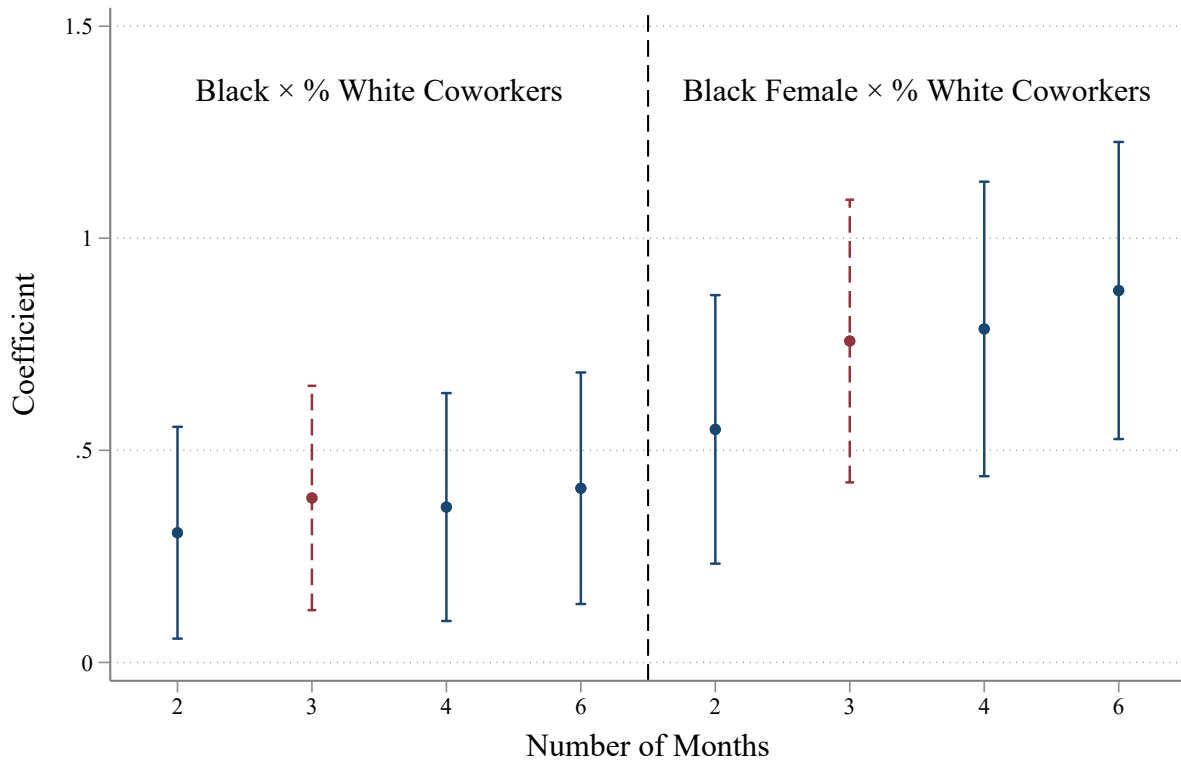 1.5
Black × % White Coworkers
Black Female × % White Coworkers
1
Coefficient
.5
0
2 3 4 6 2 3 4 6
Number of Months